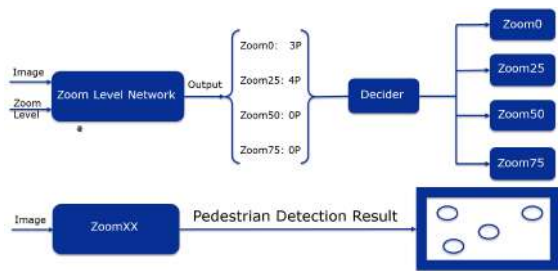 Image
Zoom
Level
Zoom Level Network
Output
Zoom0: 3P
Zoom25: 4P
Zoom50: 0P
Zoom75: 0P
Decider
Zoom0
Zoom25
Zoom50
Zoom75
Image
ZoomXX
Pedestrian Detection Result